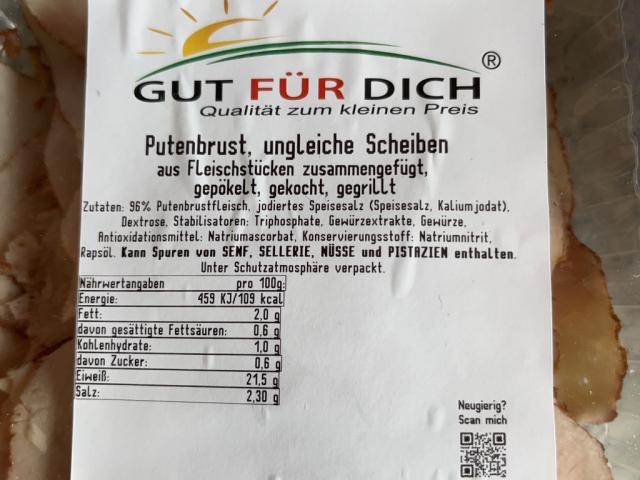 GUT FÜR DICH ®
Qualität zum kleinen Preis
Putenbrust, ungleiche Scheiben
aus Fleischstücken zusammengefügt,
gepökelt, gekocht, gegrillt
Zutaten: 96% Putenbrustfleisch, jodiertes Speisesalz (Speisesalz, Kaliumjodat),
Dextrose, Stabilisatoren: Triphosphate, Gewürzextrakte, Gewürze,
Antioxidationsmittel: Natriumascorbat, Konservierungsstoff: Natriumnitrit,
Rapsöl. Kann Spuren von SENF, SELLERIE, NÜSSE und PISTAZIEN enthalten.
Unter Schutzatmosphäre verpackt.
Nährwertangaben pro 100g:
Energie: 459 KJ/109 kcal
Fett: 2,0 g
davon gesättigte Fettsäuren: 0,6 g
Kohlenhydrate: 1,0 g
davon Zucker: 0,6 g
Eiweiß: 21,5 g
Salz: 2,30 g
Neugierig?
Scan mich